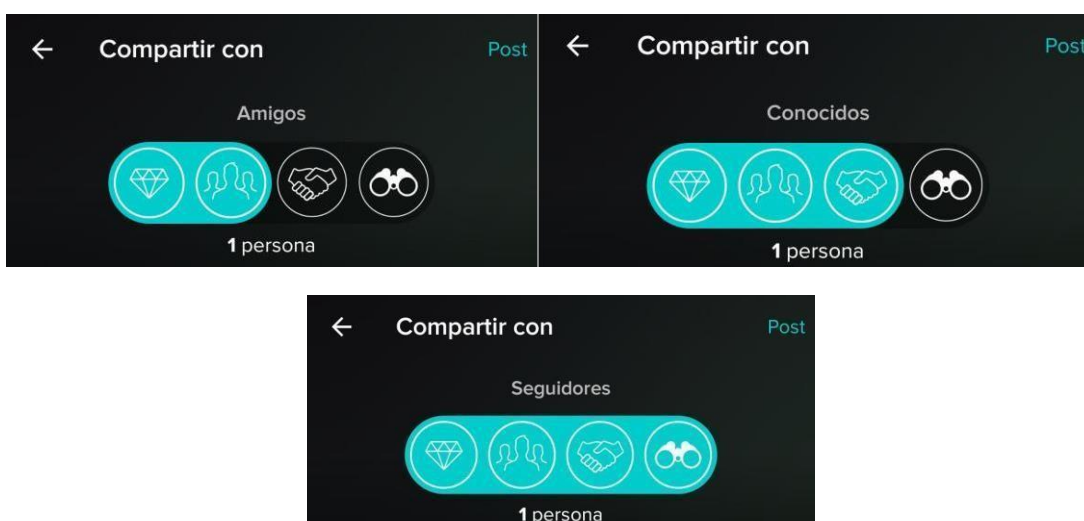 Compartir con Post
Amigos
1 persona
Compartir con Post
Conocidos
1 persona
Compartir con Post
Seguidores
1 persona